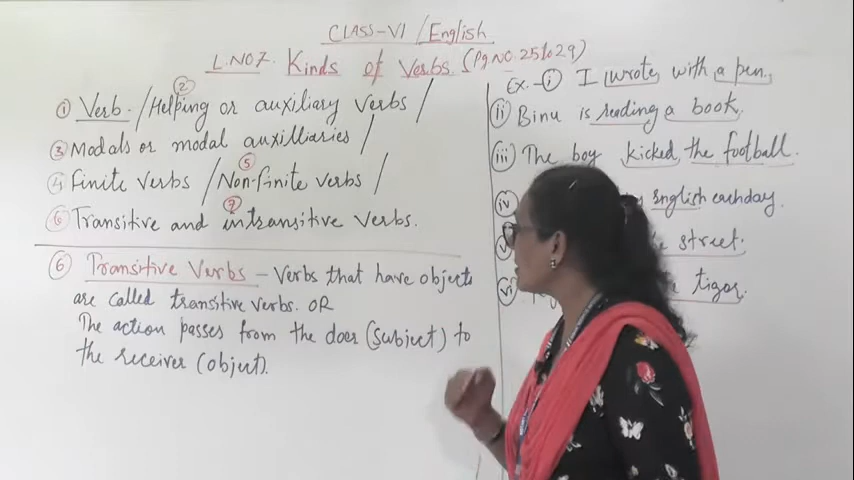 CLASS-VI / English
L.NO7. Kinds of Verbs (Pg NO. 25 to 29)
① Verb. / ② Helping or auxiliary verbs /
③ Modals or modal auxilliaries /
④ Finite verbs / ⑤ Non-finite verbs /
⑥ Transitive and ⑦ intransitive verbs.
⑥ Transitive Verbs - Verbs that have objects
are called transitive verbs. OR
The action passes from the doer (subject) to
the receiver (object).
Ex. - ⓘ I wrote with a pen.
(ii) Binu is reading a book.
(iii) The boy kicked the football.
(iv) English eachday.
street.
(vi) tigar.